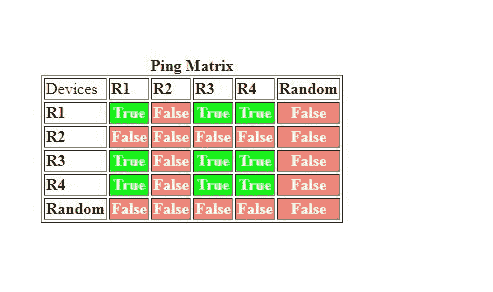 Ping Matrix
Devices R1 R2 R3 R4 Random
R1 True False True True False
R2 False False False False False
R3 True False True True False
R4 True False True True False
Random False False False False False